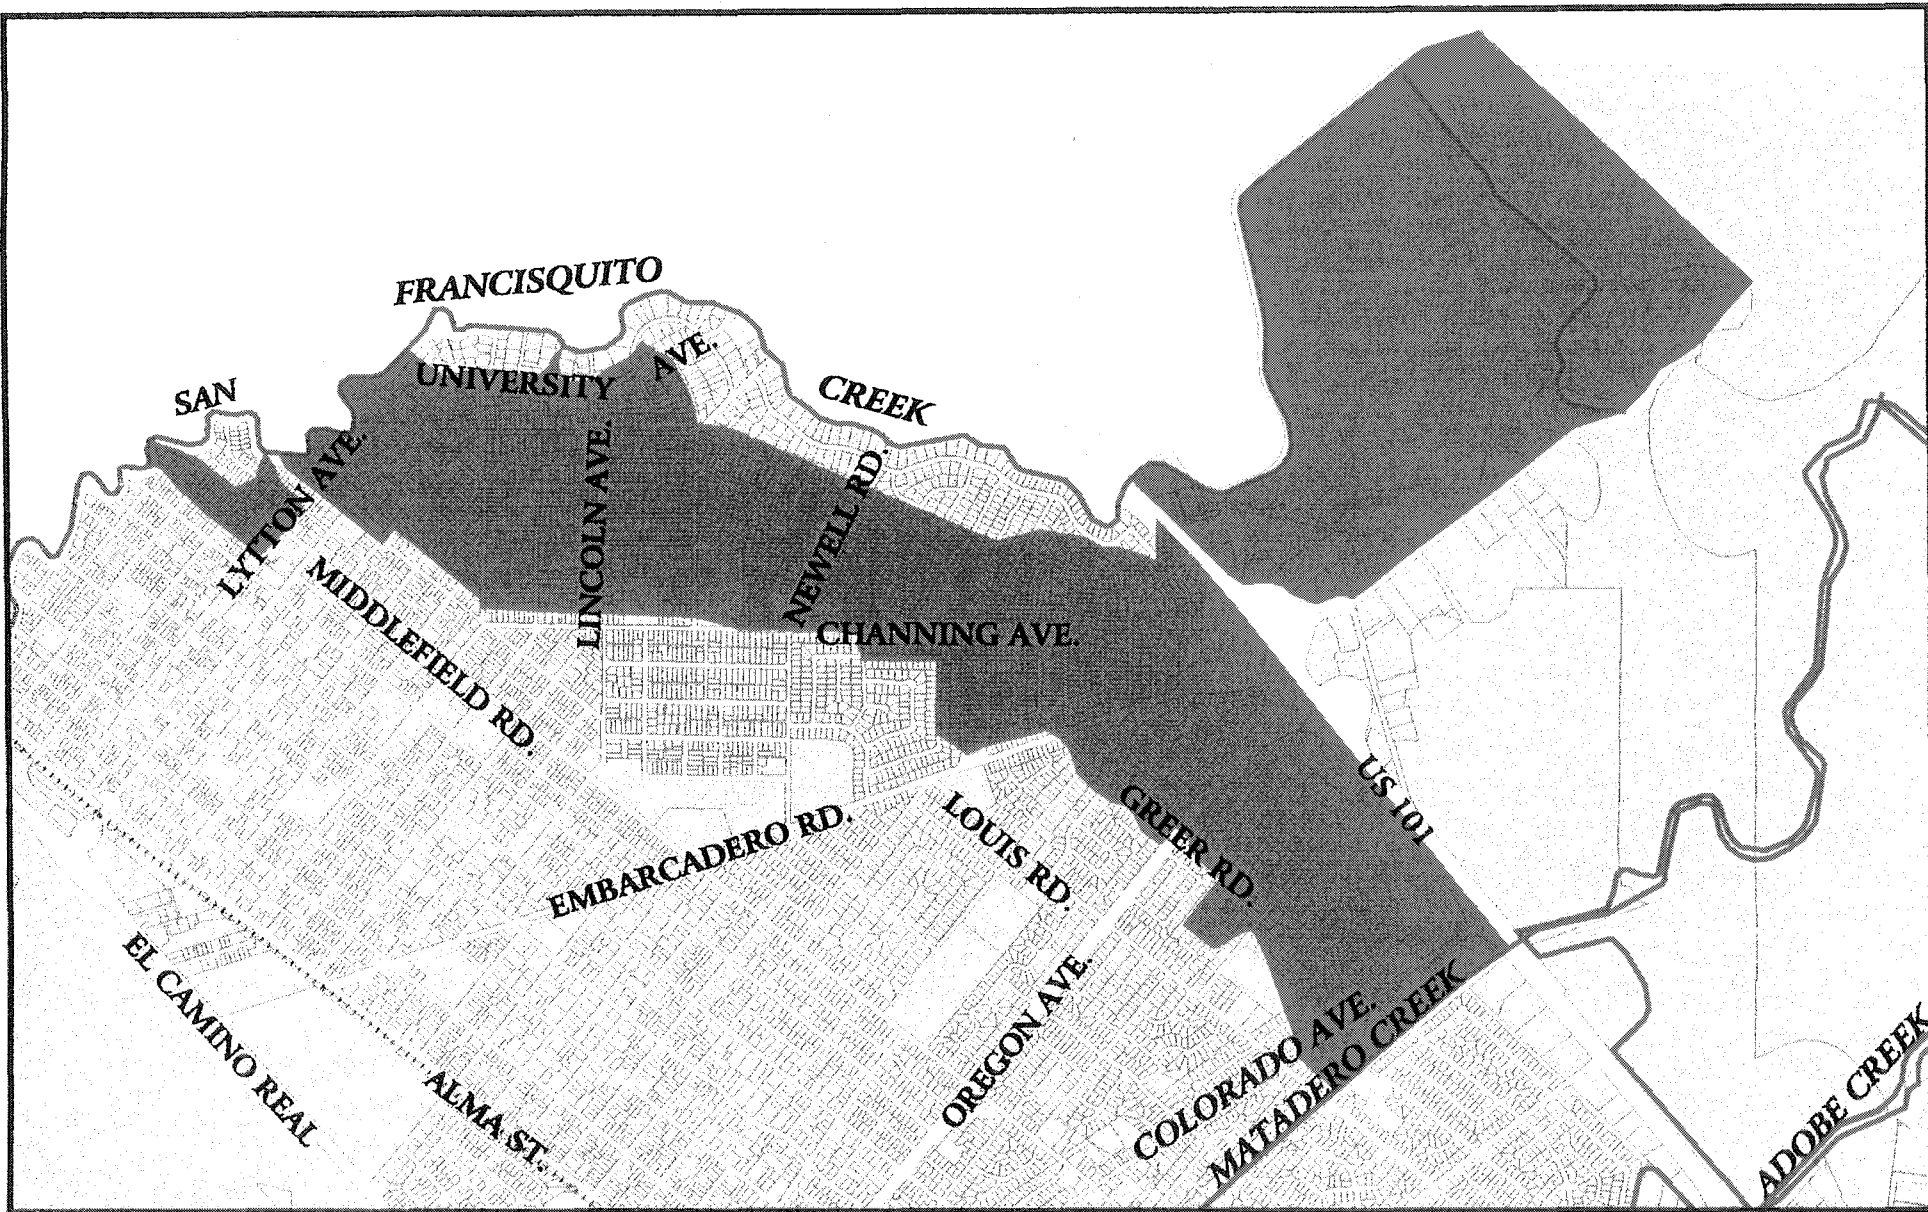 FRANCISQUITO
SAN
UNIVERSITY
AVE.
CREEK
LYTTON AVE.
LINCOLN AVE.
NEWELL RD.
MIDDLEFIELD RD.
CHANNING AVE.
EMBARCADERO RD.
LOUIS RD.
GREER RD.
US 101
EL CAMINO REAL
ALMA ST.
OREGON AVE.
COLORADO AVE.
MATADERO CREEK
ADOBE CREEK